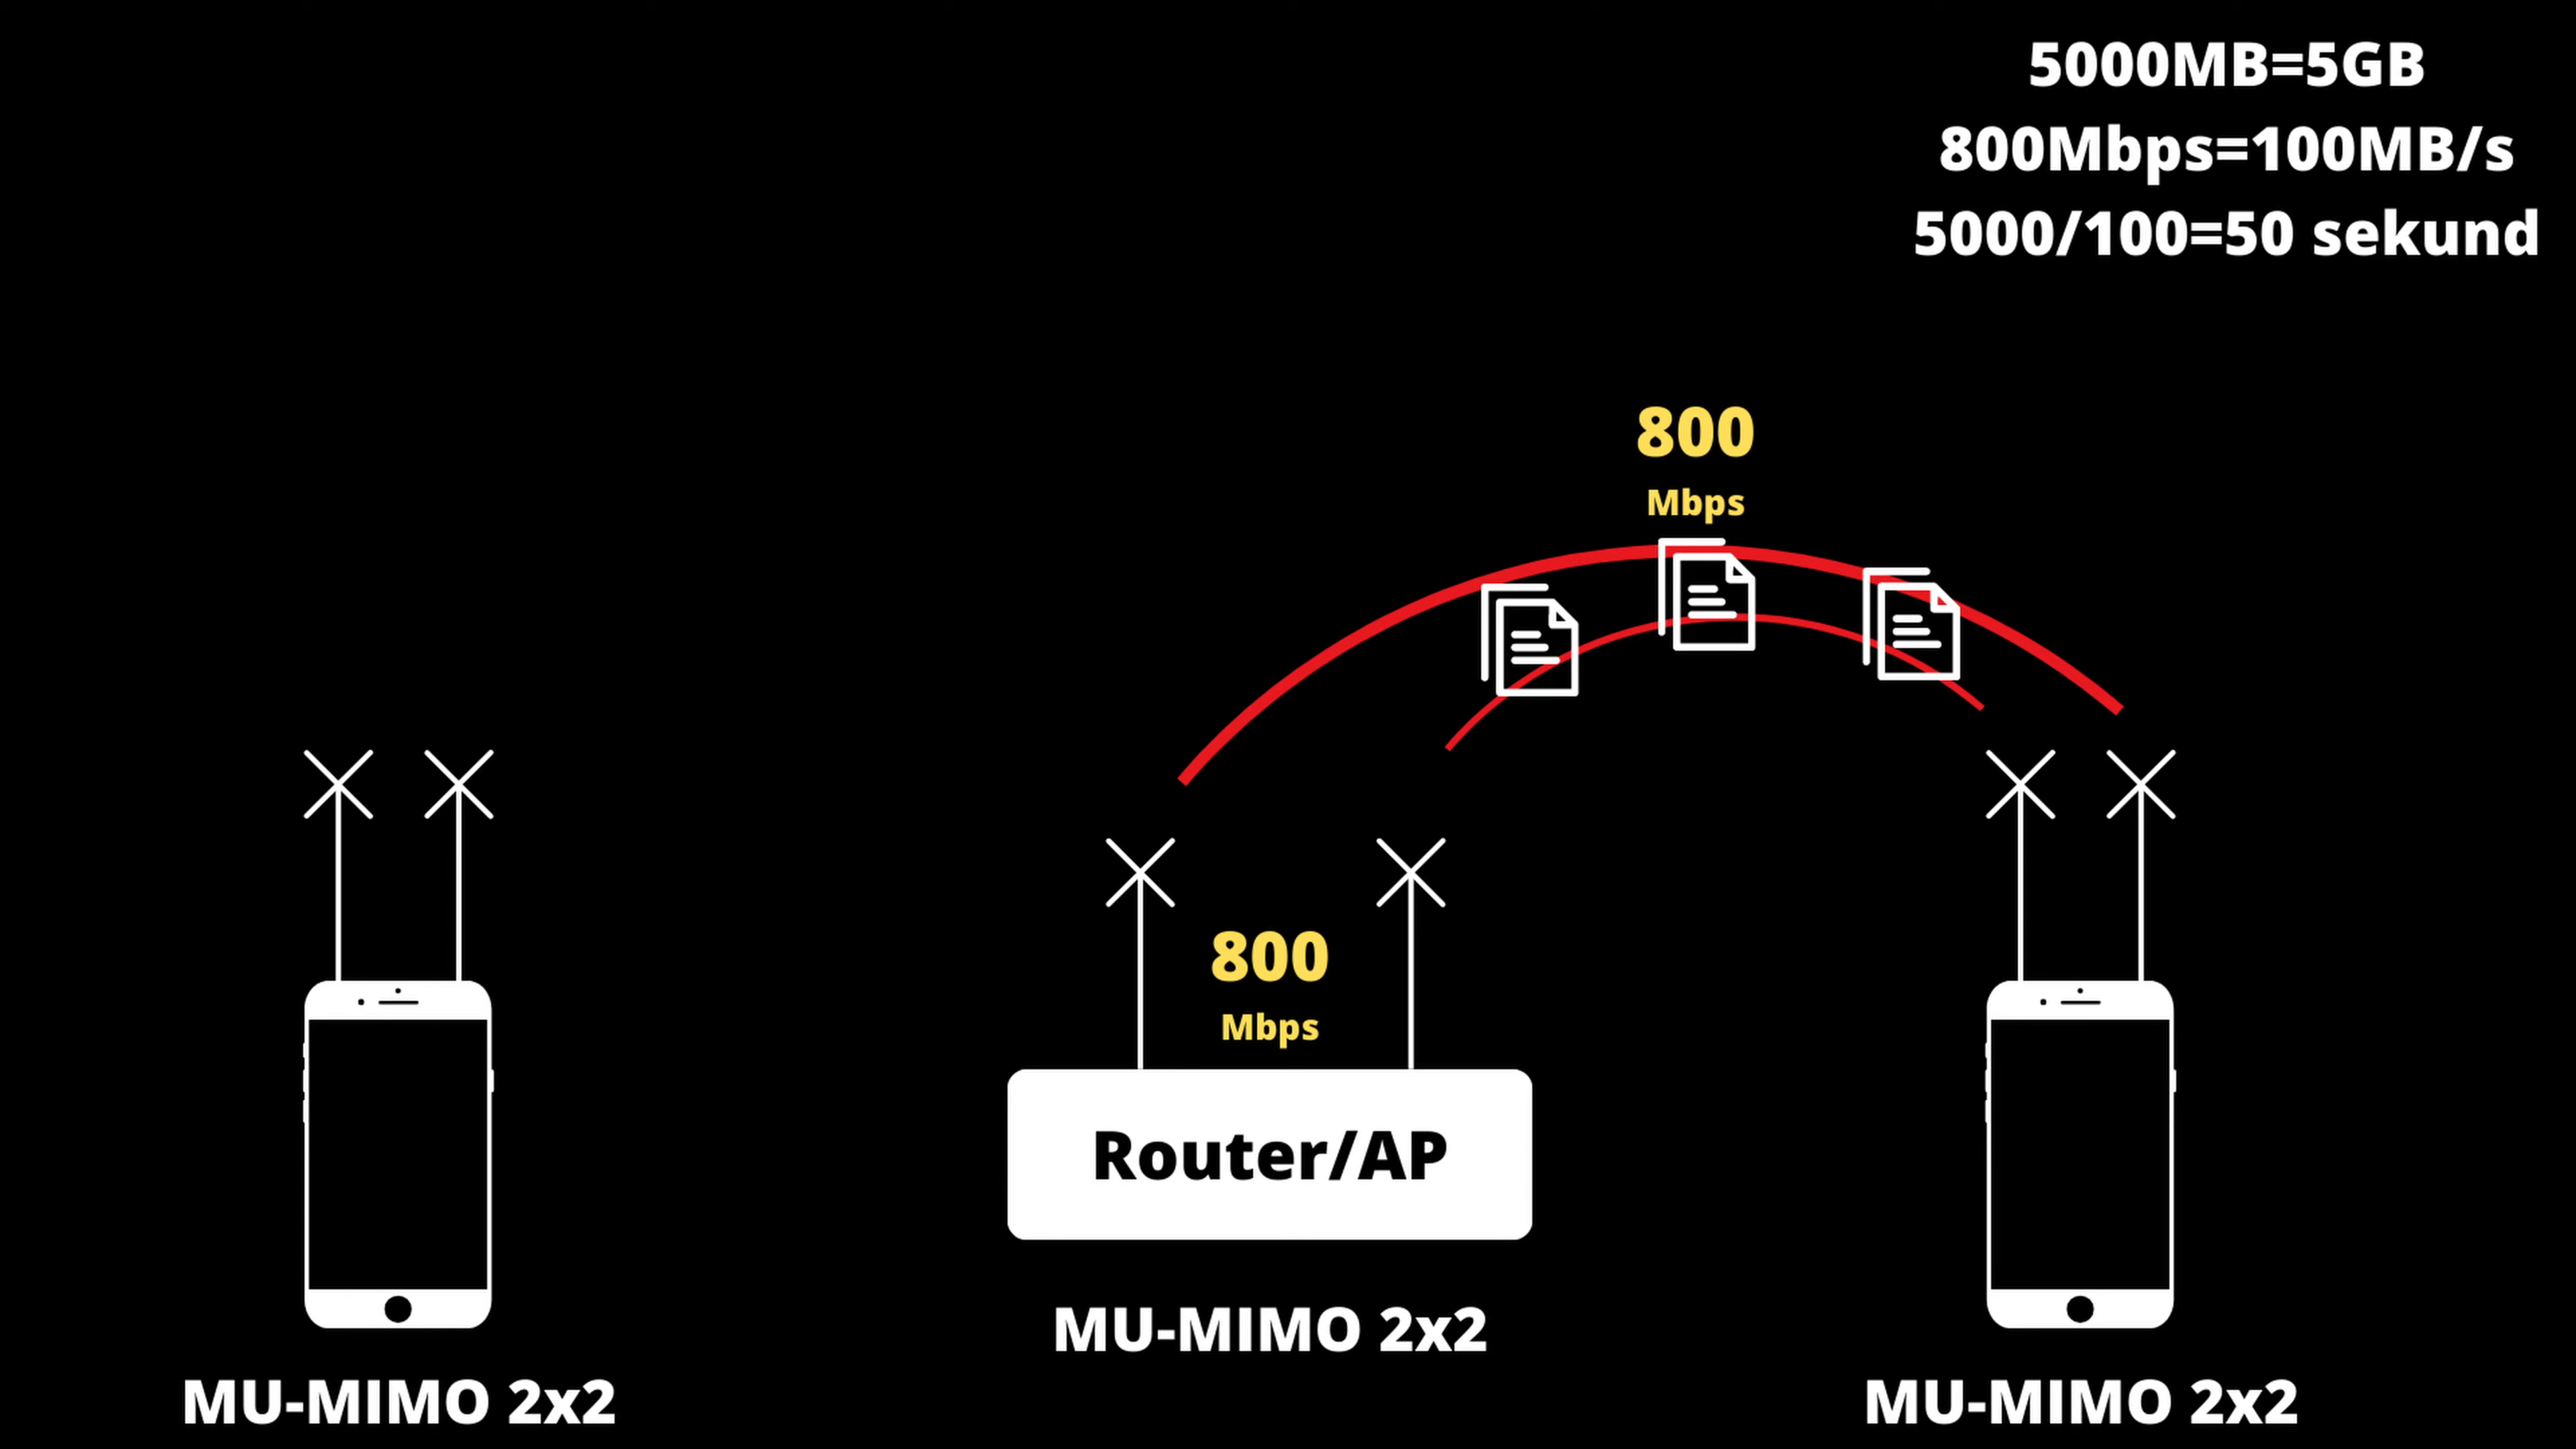 5000MB=5GB
800Mbps=100MB/s
5000/100=50 sekund
800
Mbps
800
Mbps
Router/AP
MU-MIMO 2x2
MU-MIMO 2x2
MU-MIMO 2x2